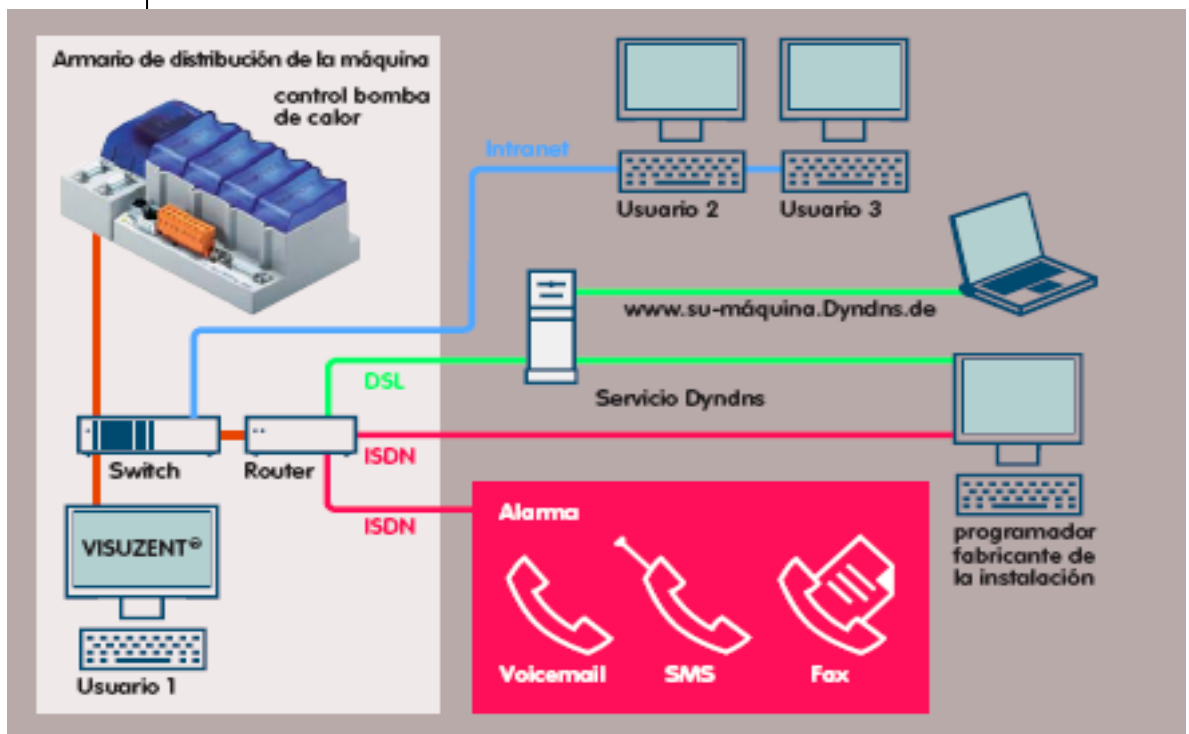 Armario de distribución de la máquina
control bomba
de calor
Intranet
Usuario 2
Usuario 3
www.su-máquina.Dyndns.de
DSL
Servicio Dyndns
Switch
Router
ISDN
ISDN
VISUZENT®
Usuario 1
Alarma
Voicemail
SMS
Fax
programador
fabricante de
la instalación